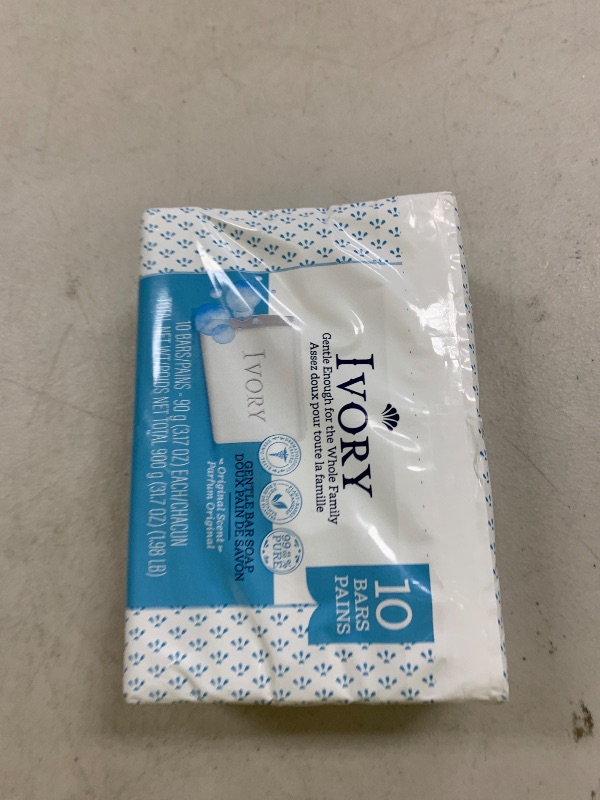 IVORY
Gentle Enough for the Whole Family
Assez doux pour toute la famille
10
BARS
PAINS
IVORY
99 44/100 %
PURE
GENTLE BAR SOAP
DOUX PAIN DE SAVON
Original Scent
Parfum Original
10 BARS/PAINS - 90 g (3.17 OZ) EACH/CHACUN
TOTAL NET WT/POIDS NET TOTAL 900 g (31.7 OZ) (1.98 LB)